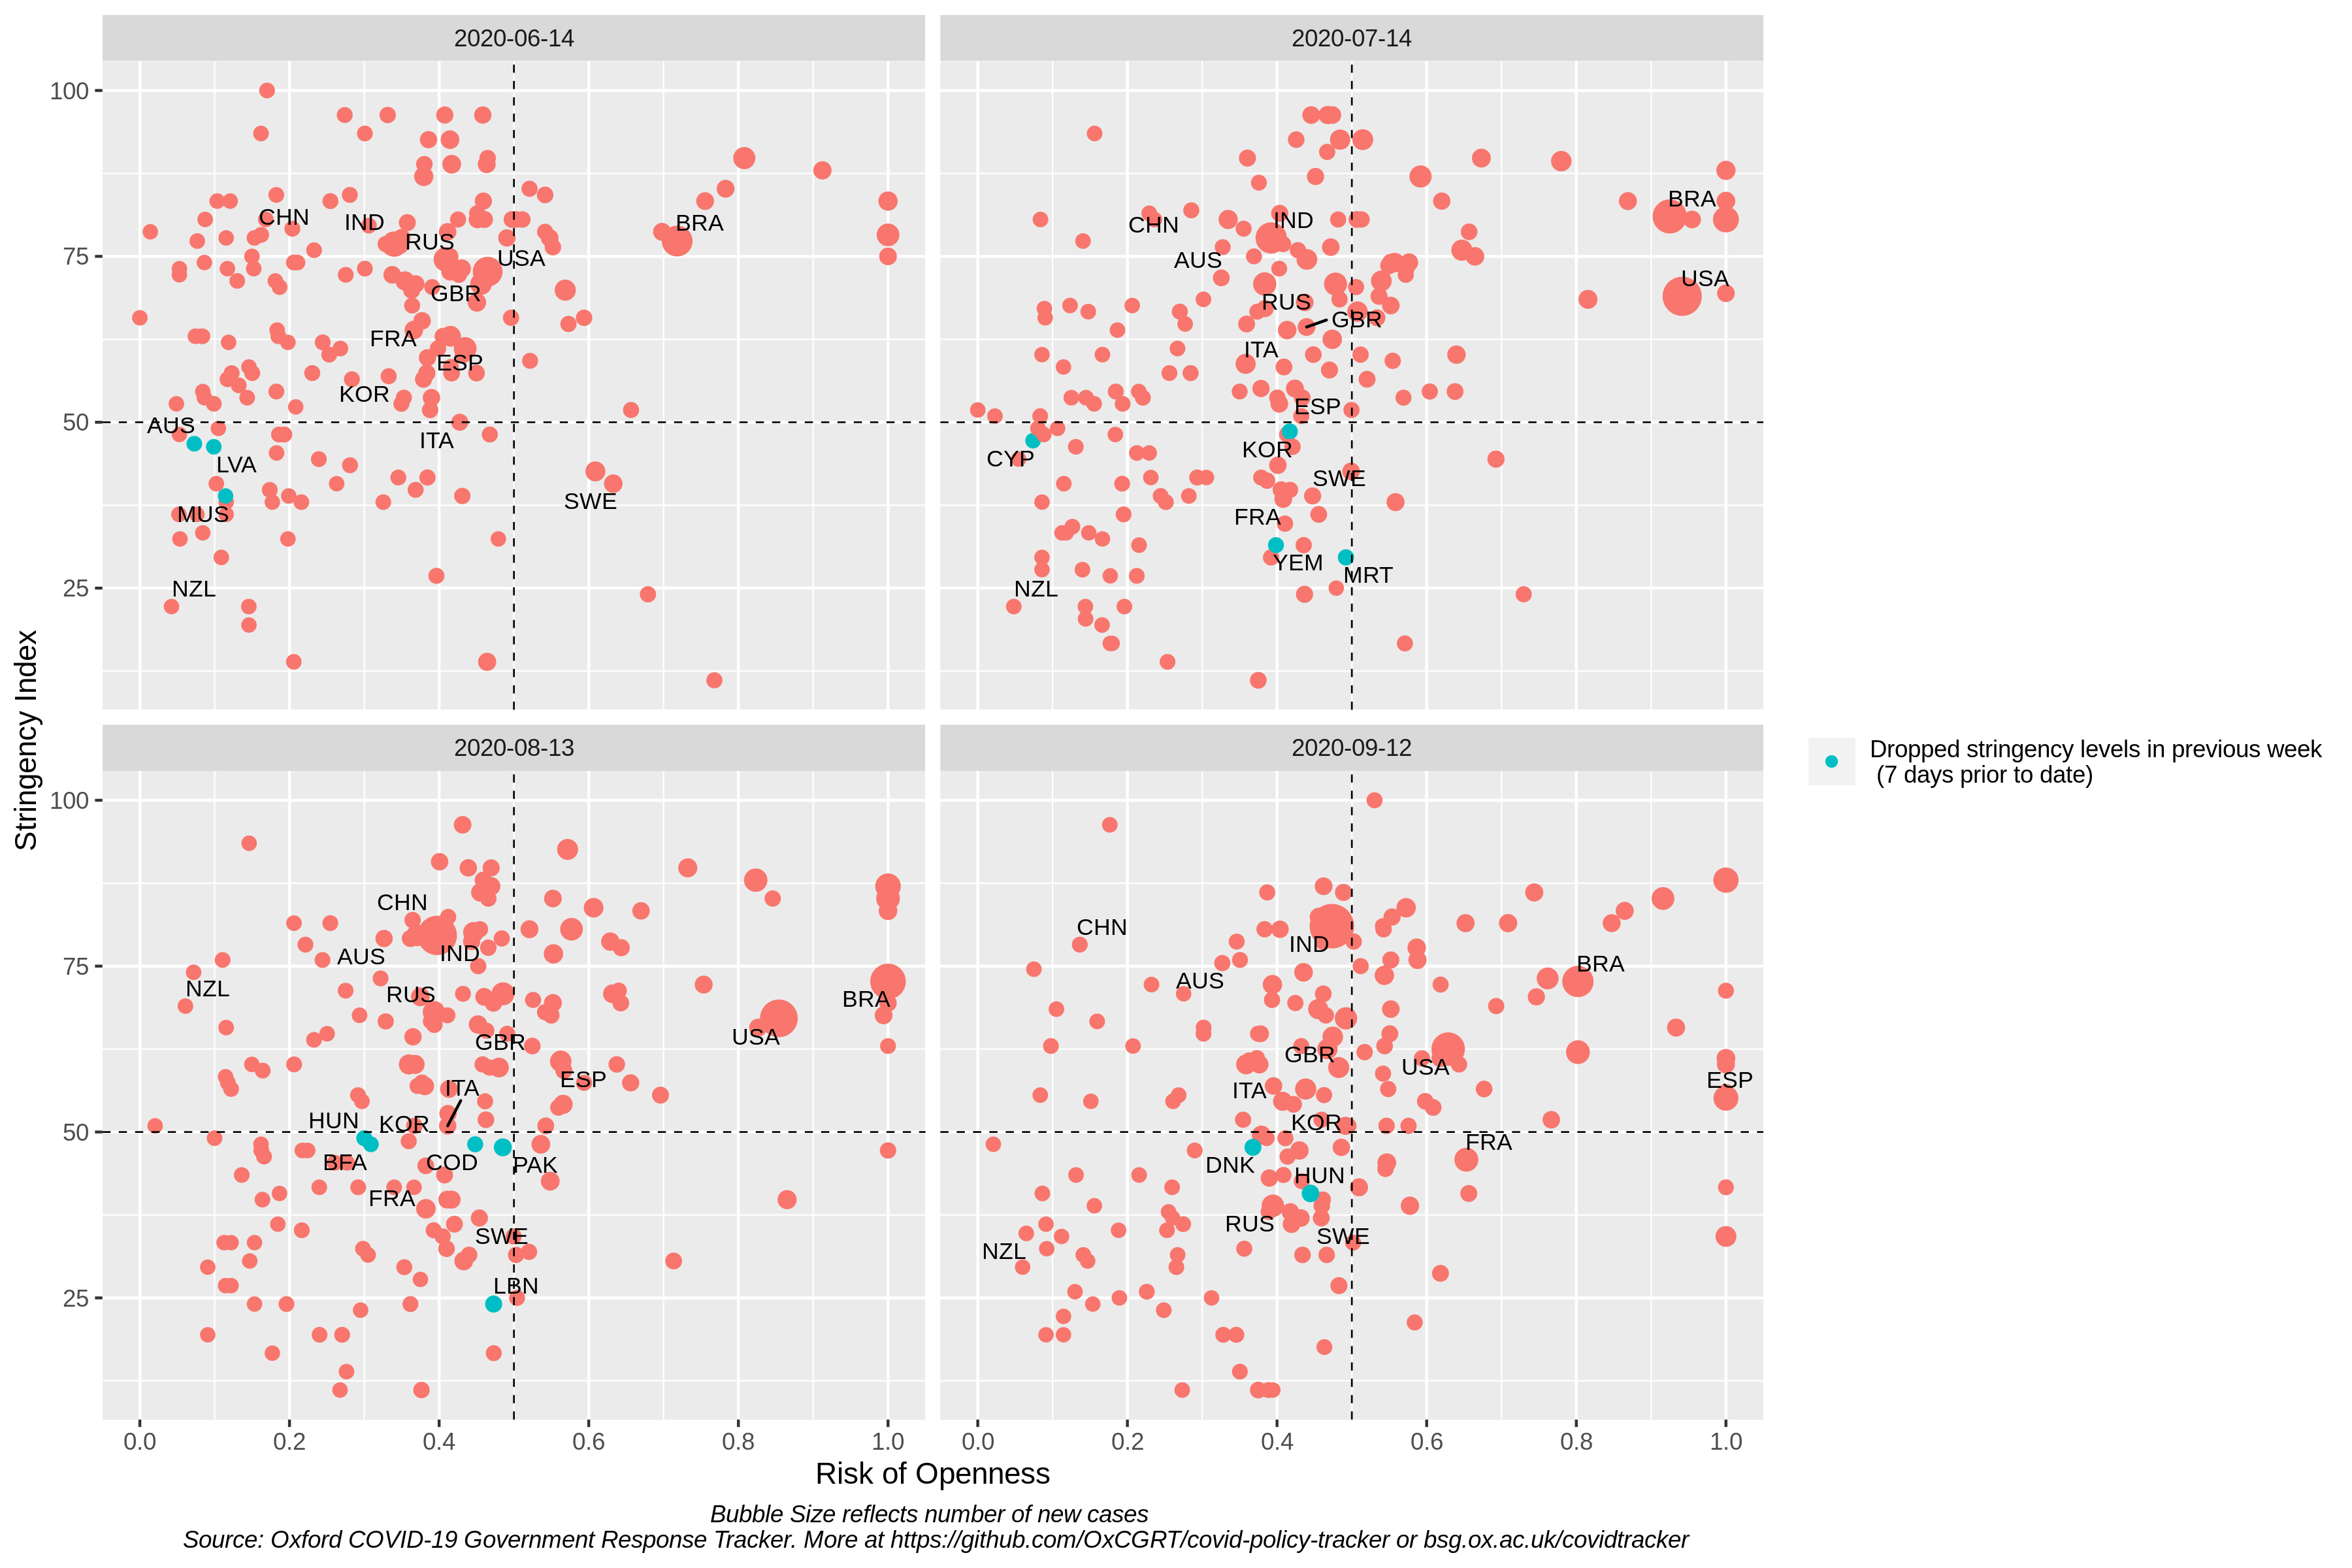 2020-06-14
2020-07-14
100
75
50
25
CHN
IND
RUS
USA
BRA
GBR
FRA
ESP
KOR
AUS
ITA
LVA
SWE
MUS
NZL
BRA
CHN
IND
AUS
USA
RUS
GBR
ITA
ESP
KOR
CYP
SWE
FRA
YEM
MRT
NZL
Stringency Index
2020-08-13
2020-09-12
100
75
50
25
CHN
AUS
IND
NZL
RUS
BRA
USA
GBR
ITA
ESP
HUN
KOR
BFA
COD
PAK
FRA
SWE
LBN
CHN
IND
BRA
AUS
GBR
USA
ESP
ITA
KOR
FRA
DNK
HUN
RUS
SWE
NZL
Dropped stringency levels in previous week
(7 days prior to date)
0.0 0.2 0.4 0.6 0.8 1.0
0.0 0.2 0.4 0.6 0.8 1.0
Risk of Openness
Bubble Size reflects number of new cases
Source: Oxford COVID-19 Government Response Tracker. More at https://github.com/OxCGRT/covid-policy-tracker or bsg.ox.ac.uk/covidtracker